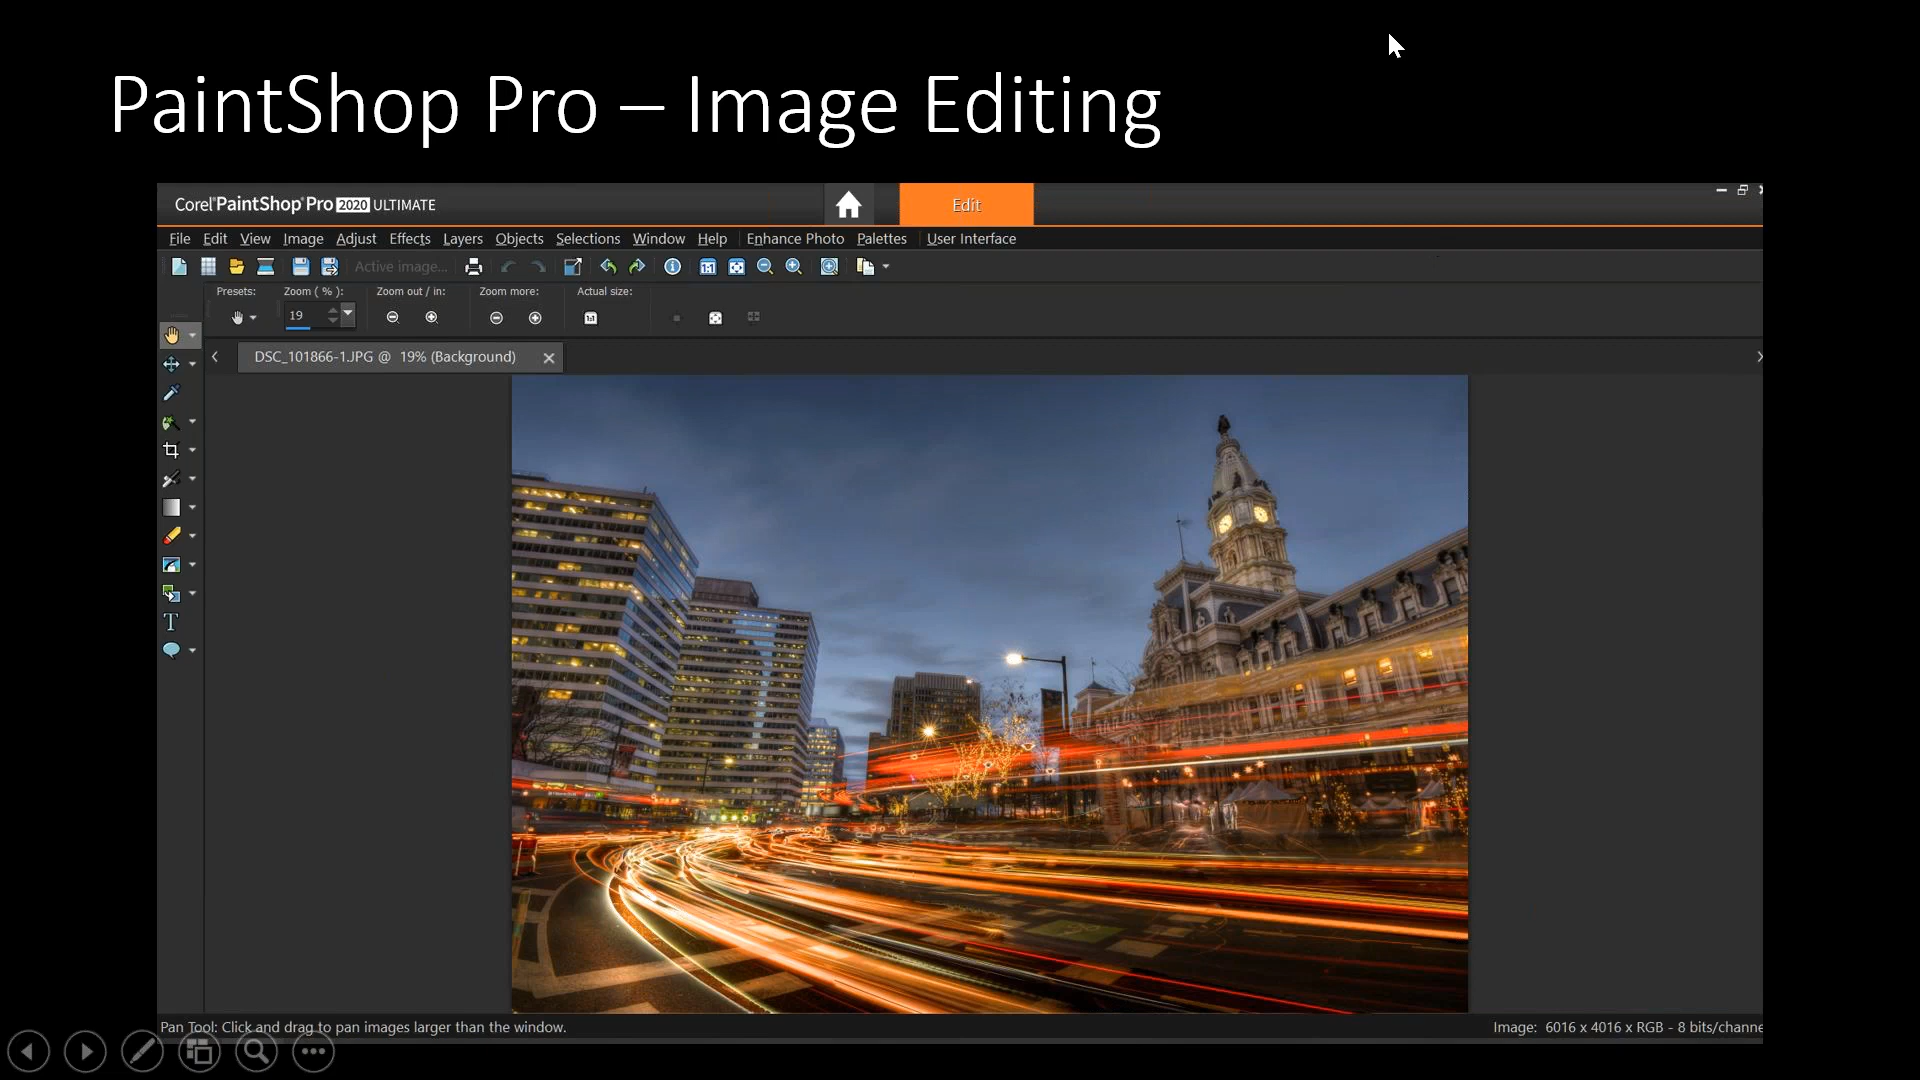 PaintShop Pro – Image Editing
Corel® PaintShop® Pro 2020 ULTIMATE
Edit
File Edit View Image Adjust Effects Layers Objects Selections Window Help Enhance Photo Palettes User Interface
Active image...
Presets: Zoom ( % ): Zoom out / in: Zoom more: Actual size:
19
DSC_101866-1.JPG @ 19% (Background)
T
Pan Tool: Click and drag to pan images larger than the window.
Image: 6016 x 4016 x RGB - 8 bits/channe